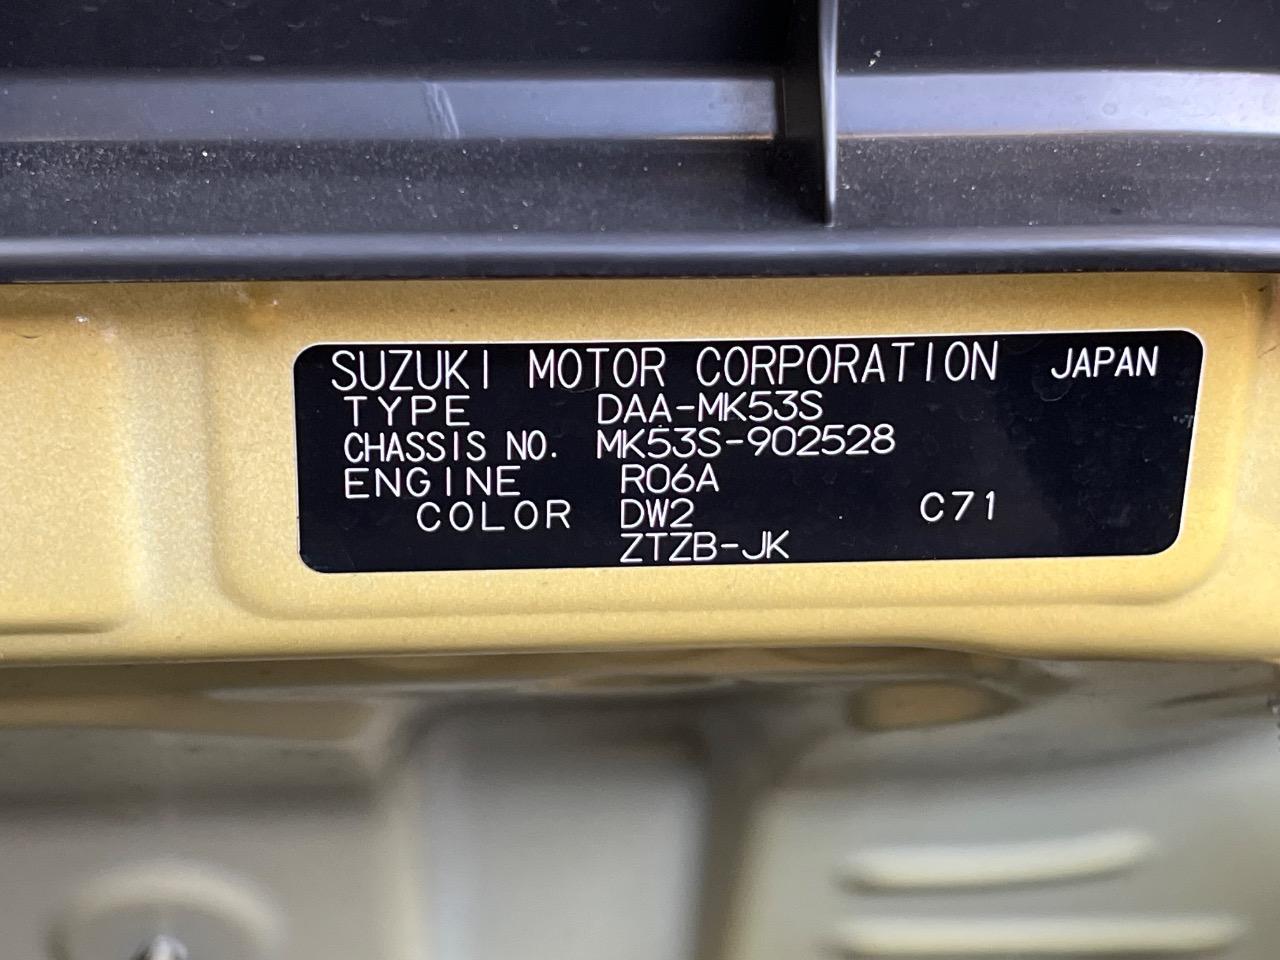 SUZUKI MOTOR CORPORATION JAPAN
TYPE DAA-MK53S
CHASSIS NO. MK53S-902528
ENGINE R06A
COLOR DW2 C71
ZTZB-JK